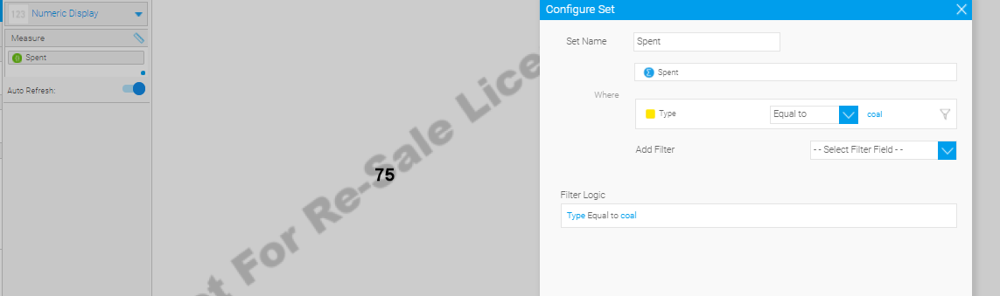 123 Numeric Display
Measure
Spent
Auto Refresh:
75
t For Re-Sale Lice
Configure Set
Set Name Spent
Σ Spent
Where
Type Equal to coal
Add Filter - - Select Filter Field - -
Filter Logic
Type Equal to coal